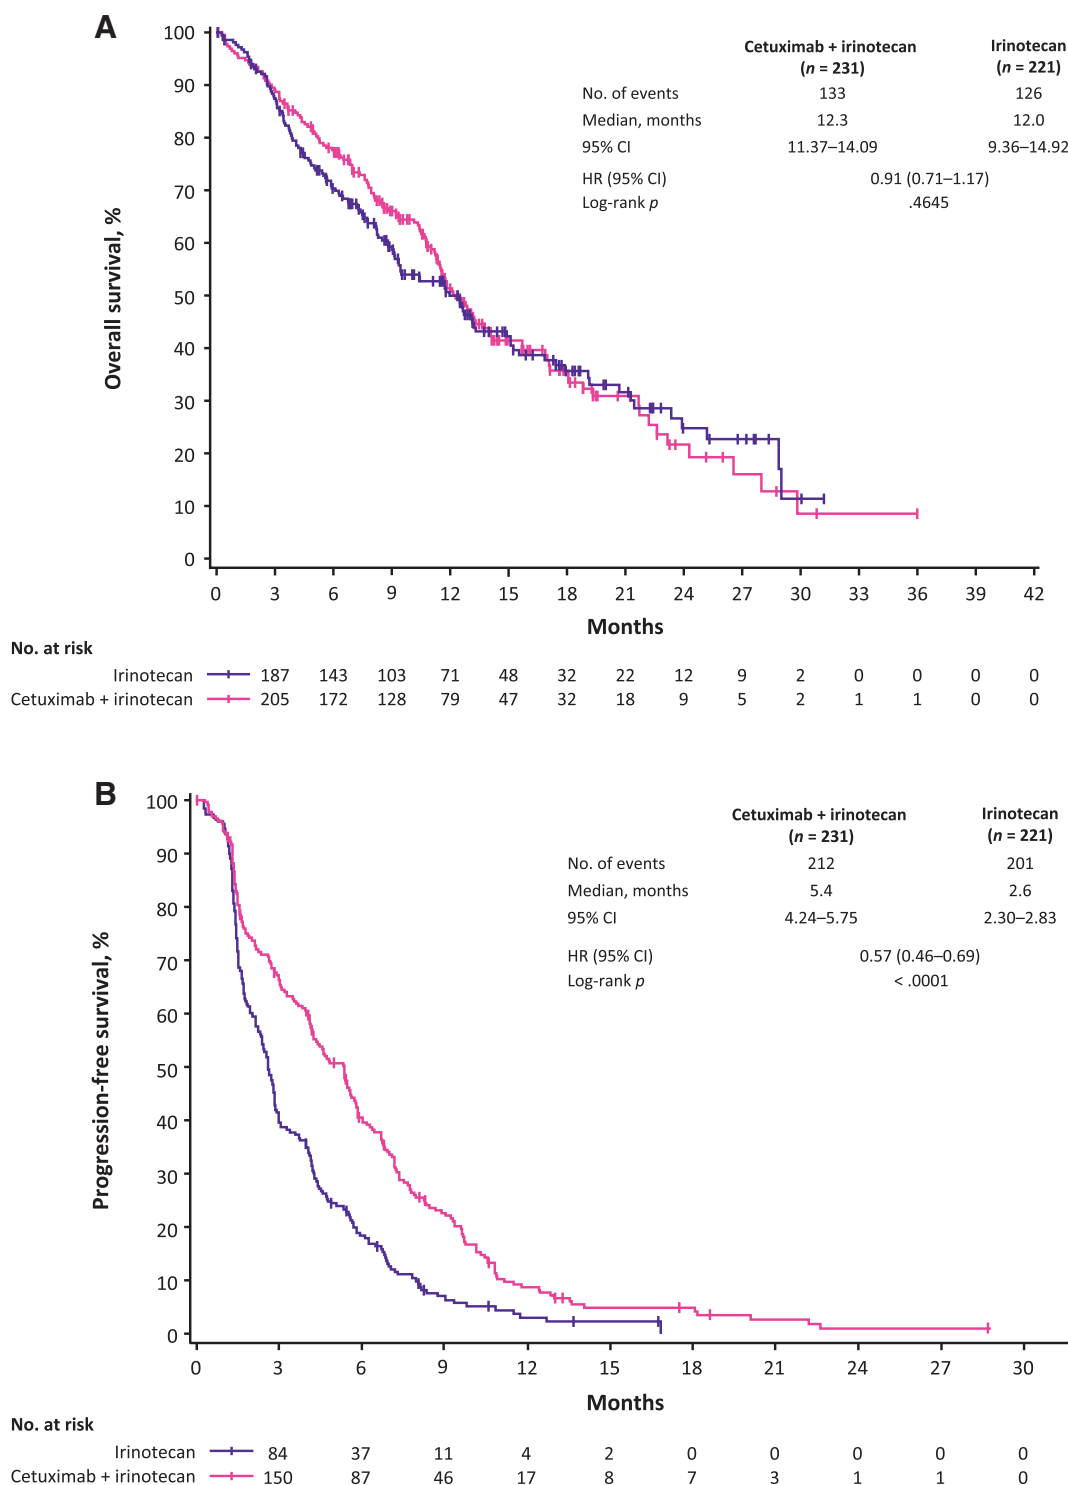 A
Cetuximab + irinotecan Irinotecan
(n = 231) (n = 221)
No. of events 133 126
Median, months 12.3 12.0
95% CI 11.37–14.09 9.36–14.92
HR (95% CI) 0.91 (0.71–1.17)
Log-rank p .4645
Overall survival, %
100
90
80
70
60
50
40
30
20
10
0
0 3 6 9 12 15 18 21 24 27 30 33 36 39 42
Months
No. at risk
Irinotecan 187 143 103 71 48 32 22 12 9 2 0 0 0 0
Cetuximab + irinotecan 205 172 128 79 47 32 18 9 5 2 1 1 0 0
B
Cetuximab + irinotecan Irinotecan
(n = 231) (n = 221)
No. of events 212 201
Median, months 5.4 2.6
95% CI 4.24–5.75 2.30–2.83
HR (95% CI) 0.57 (0.46–0.69)
Log-rank p < .0001
Progression-free survival, %
100
90
80
70
60
50
40
30
20
10
0
0 3 6 9 12 15 18 21 24 27 30
Months
No. at risk
Irinotecan 84 37 11 4 2 0 0 0 0 0
Cetuximab + irinotecan 150 87 46 17 8 7 3 1 1 0